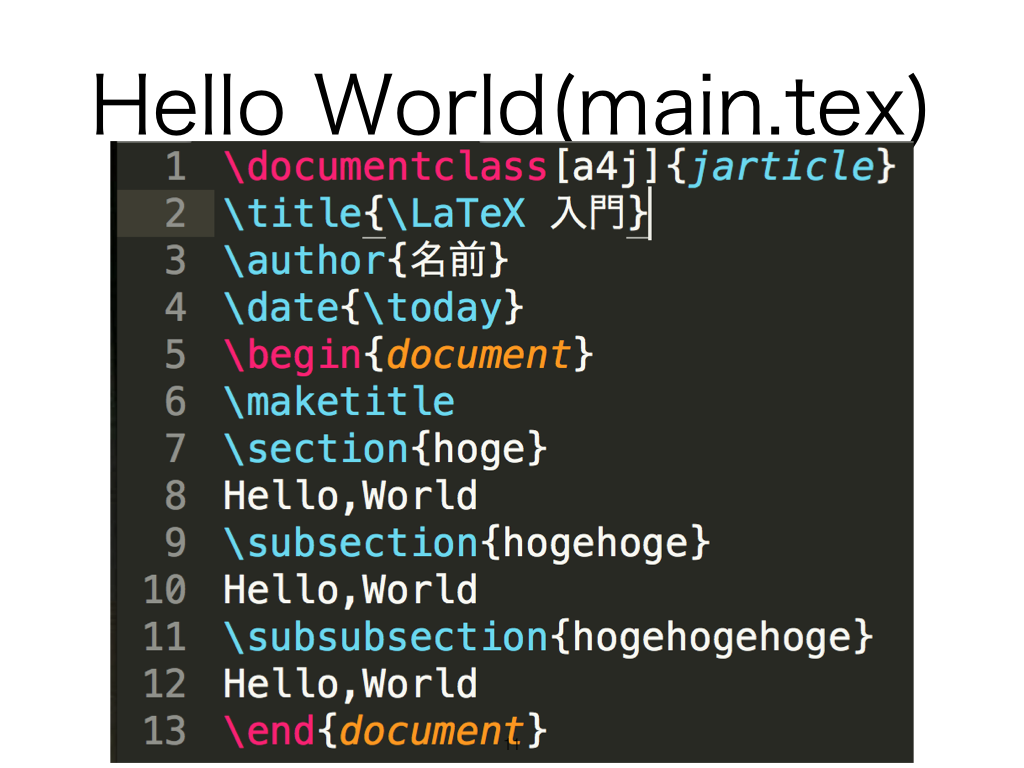 Hello World(main.tex)
1 \documentclass[a4j]{jarticle}
2 \title{\LaTeX 入門}
3 \author{名前}
4 \date{\today}
5 \begin{document}
6 \maketitle
7 \section{hoge}
8 Hello,World
9 \subsection{hogehoge}
10 Hello,World
11 \subsubsection{hogehogehoge}
12 Hello,World
13 \end{document}